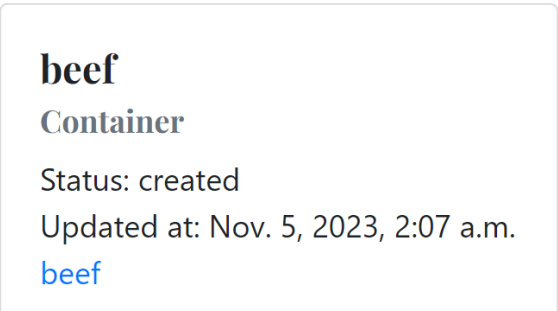 beef
Container
Status: created
Updated at: Nov. 5, 2023, 2:07 a.m.
beef